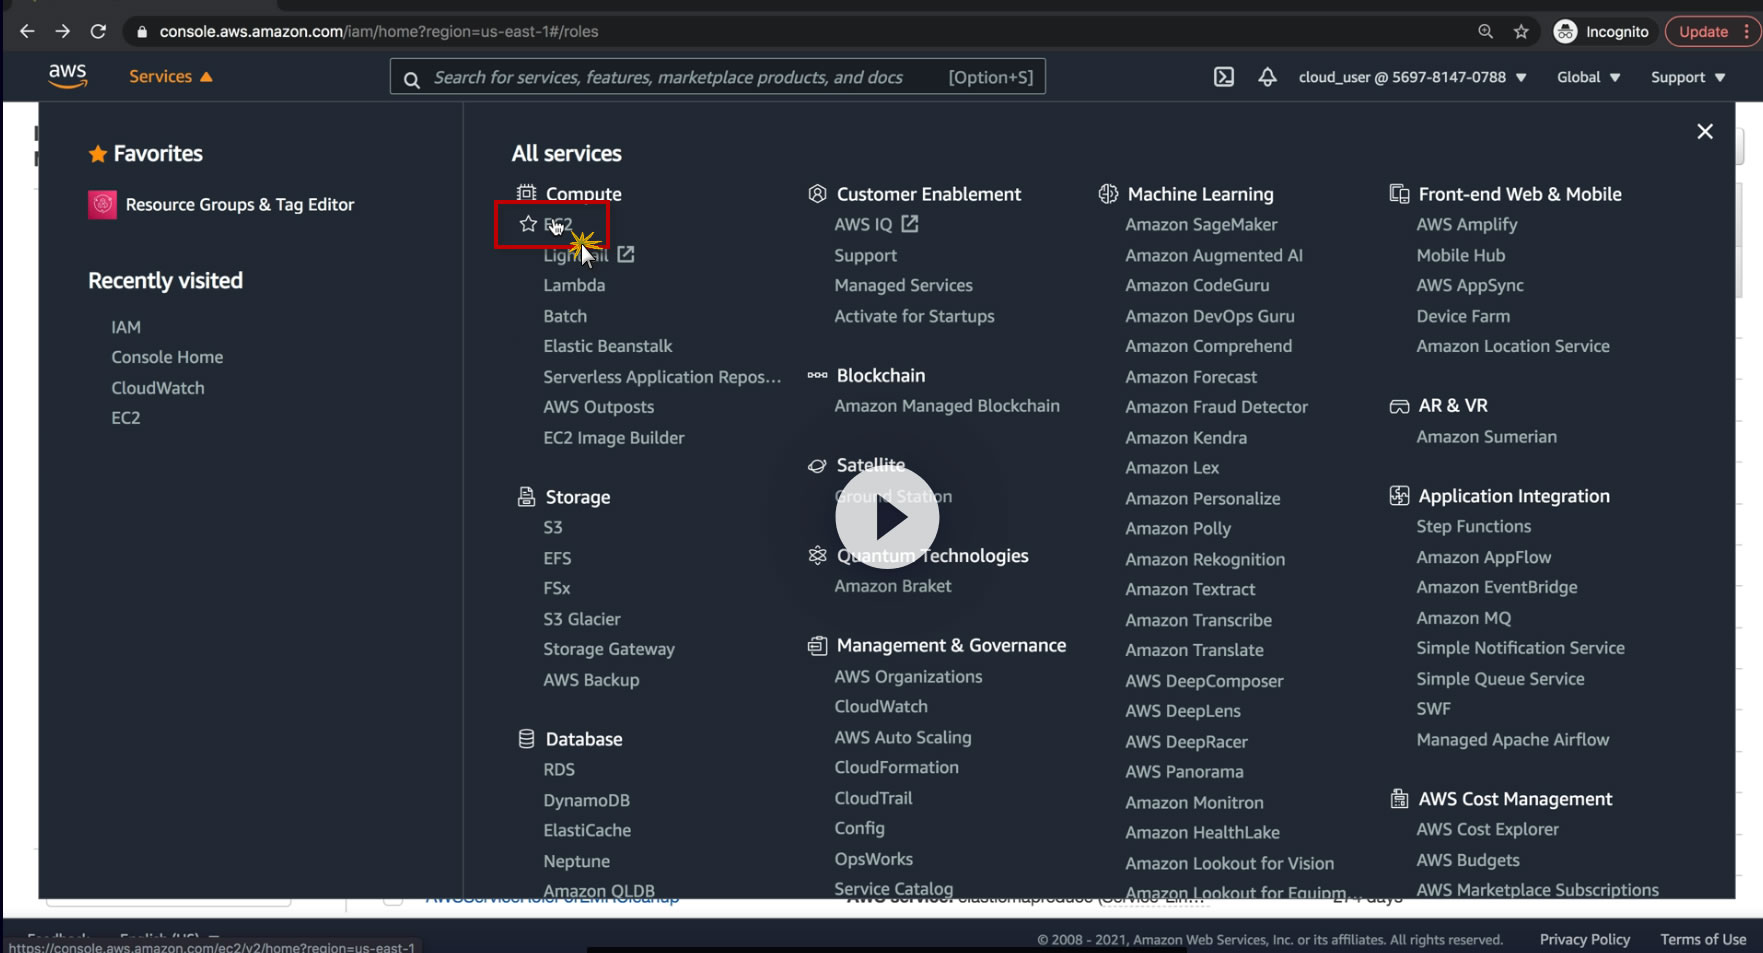 console.aws.amazon.com/iam/home?region=us-east-1#/roles
Incognito
Update
aws
Services
Search for services, features, marketplace products, and docs
[Option+S]
cloud_user @ 5697-8147-0788
Global
Support
Favorites
Resource Groups & Tag Editor
Recently visited
IAM
Console Home
CloudWatch
EC2
All services
Compute
EC2
Lightsail
Lambda
Batch
Elastic Beanstalk
Serverless Application Repos...
AWS Outposts
EC2 Image Builder
Storage
S3
EFS
FSx
S3 Glacier
Storage Gateway
AWS Backup
Database
RDS
DynamoDB
ElastiCache
Neptune
Amazon QLDB
Customer Enablement
AWS IQ
Support
Managed Services
Activate for Startups
Blockchain
Amazon Managed Blockchain
Satellite
Ground Station
Quantum Technologies
Amazon Braket
Management & Governance
AWS Organizations
CloudWatch
AWS Auto Scaling
CloudFormation
CloudTrail
Config
OpsWorks
Service Catalog
Machine Learning
Amazon SageMaker
Amazon Augmented AI
Amazon CodeGuru
Amazon DevOps Guru
Amazon Comprehend
Amazon Forecast
Amazon Fraud Detector
Amazon Kendra
Amazon Lex
Amazon Personalize
Amazon Polly
Amazon Rekognition
Amazon Textract
Amazon Transcribe
Amazon Translate
AWS DeepComposer
AWS DeepLens
AWS DeepRacer
AWS Panorama
Amazon Monitron
Amazon HealthLake
Amazon Lookout for Vision
Amazon Lookout for Equipm...
Front-end Web & Mobile
AWS Amplify
Mobile Hub
AWS AppSync
Device Farm
Amazon Location Service
AR & VR
Amazon Sumerian
Application Integration
Step Functions
Amazon AppFlow
Amazon EventBridge
Amazon MQ
Simple Notification Service
Simple Queue Service
SWF
Managed Apache Airflow
AWS Cost Management
AWS Cost Explorer
AWS Budgets
AWS Marketplace Subscriptions
AWSServiceRoleForEMRCleanup
AWS service: elasticmapreduce (Service-Lin...
274 days
Feedback
English (US)
https://console.aws.amazon.com/ec2/v2/home?region=us-east-1
© 2008 - 2021, Amazon Web Services, Inc. or its affiliates. All rights reserved.
Privacy Policy
Terms of Use